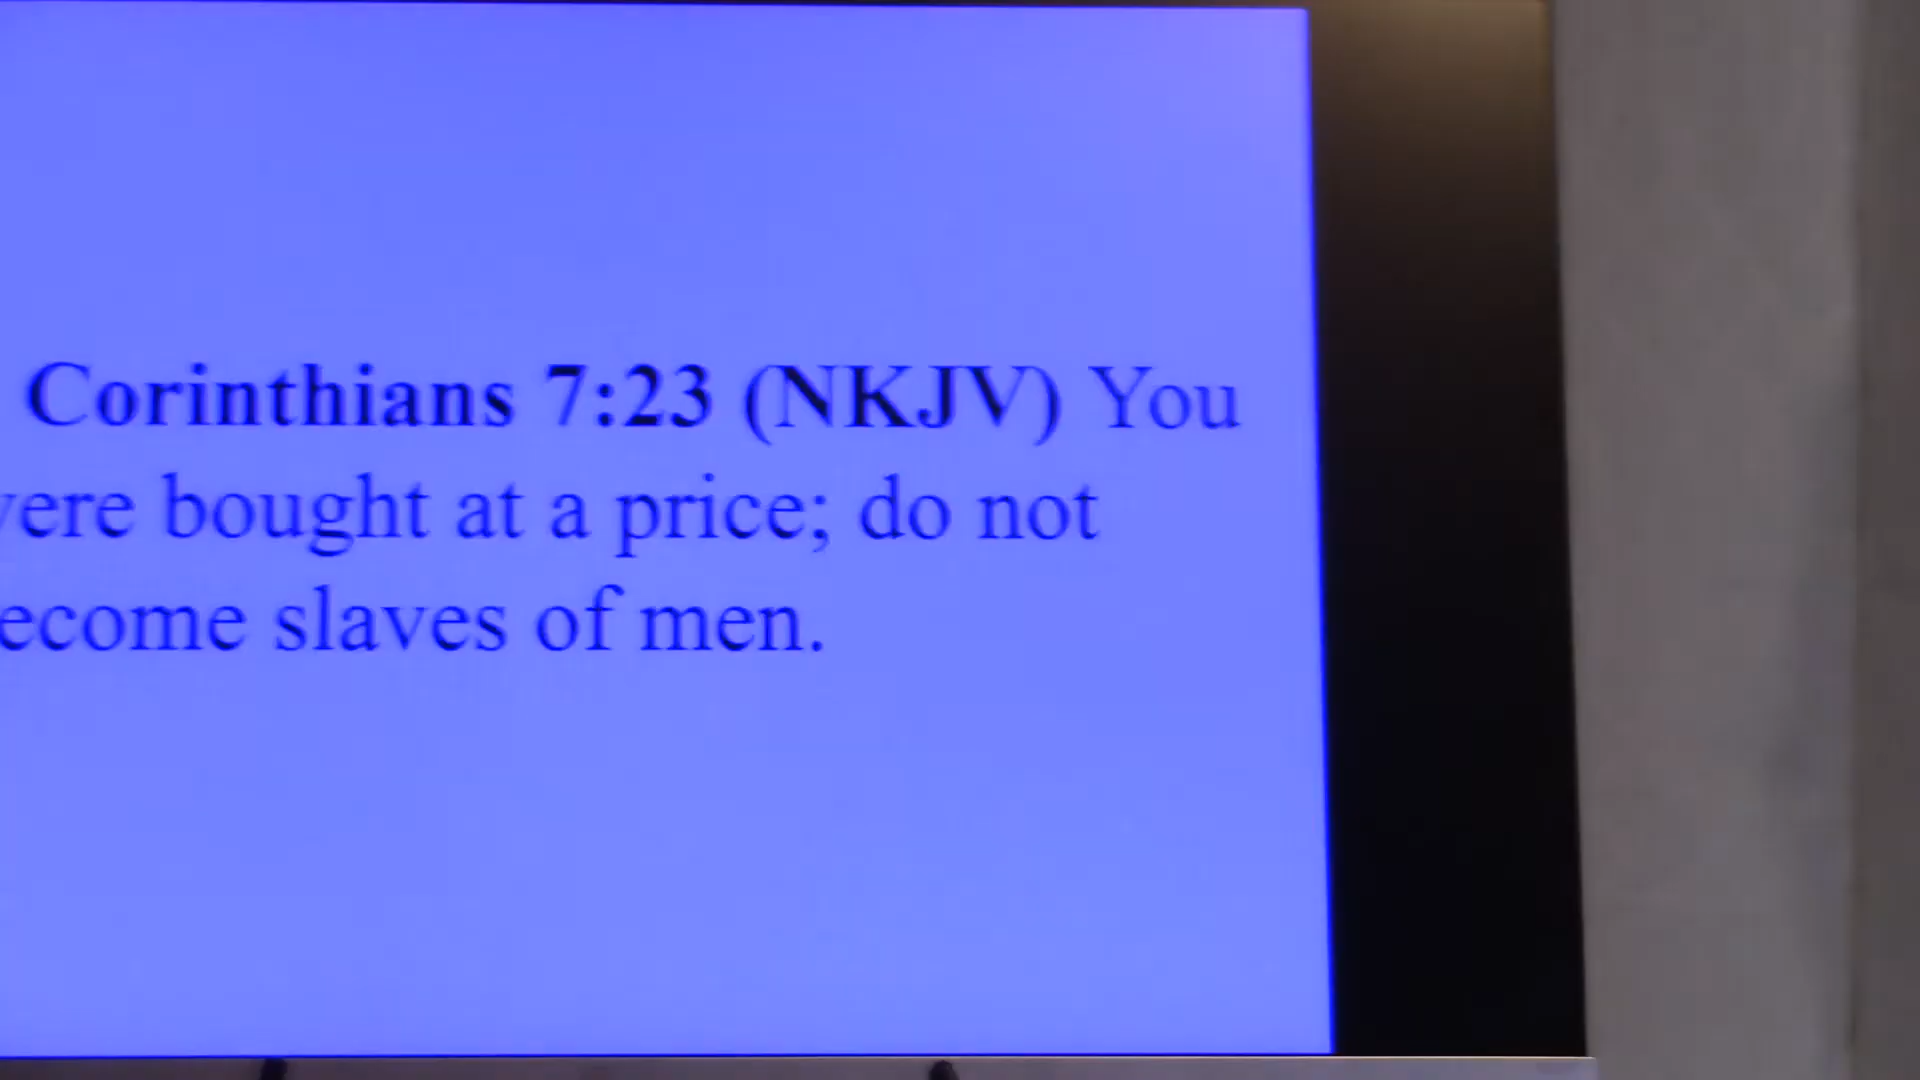 Corinthians 7:23 (NKJV) You
ere bought at a price; do not
ecome slaves of men.